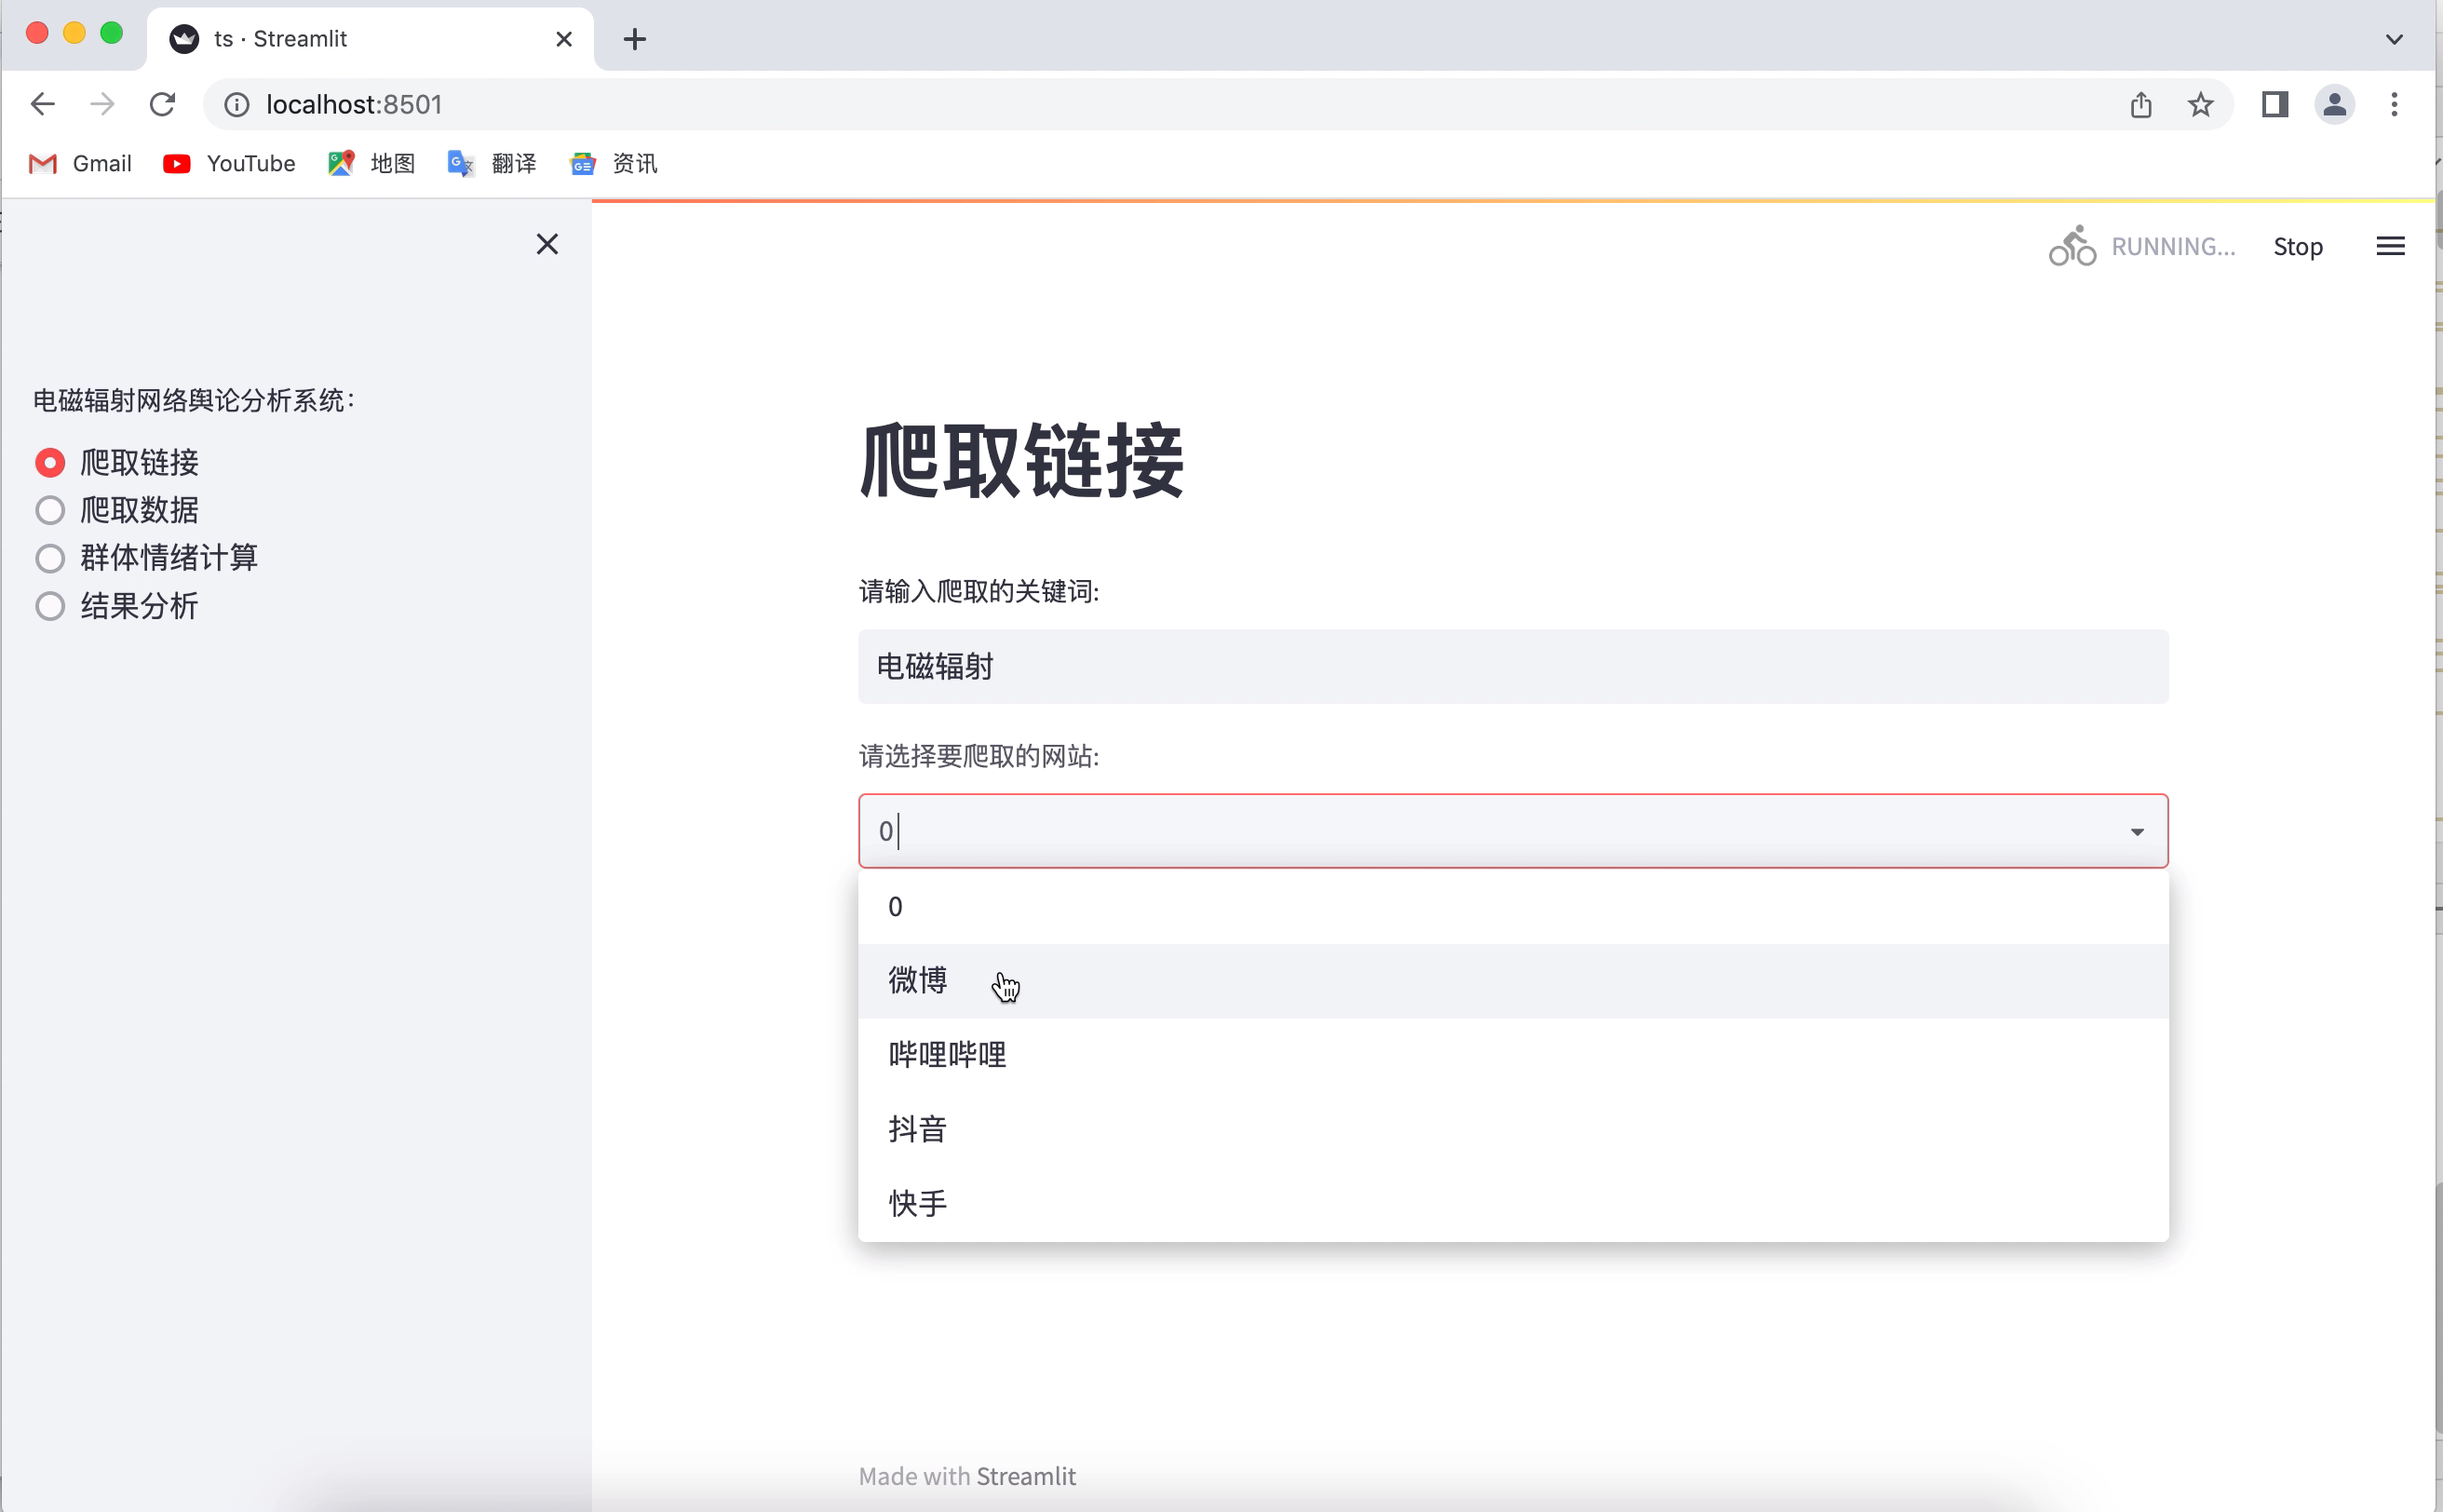 ts · Streamlit
localhost:8501
Gmail YouTube 地图 翻译 资讯
RUNNING... Stop
电磁辐射网络舆论分析系统：
爬取链接
爬取数据
群体情绪计算
结果分析
爬取链接
请输入爬取的关键词:
电磁辐射
请选择要爬取的网站:
0
0
微博
哔哩哔哩
抖音
快手
Made with Streamlit